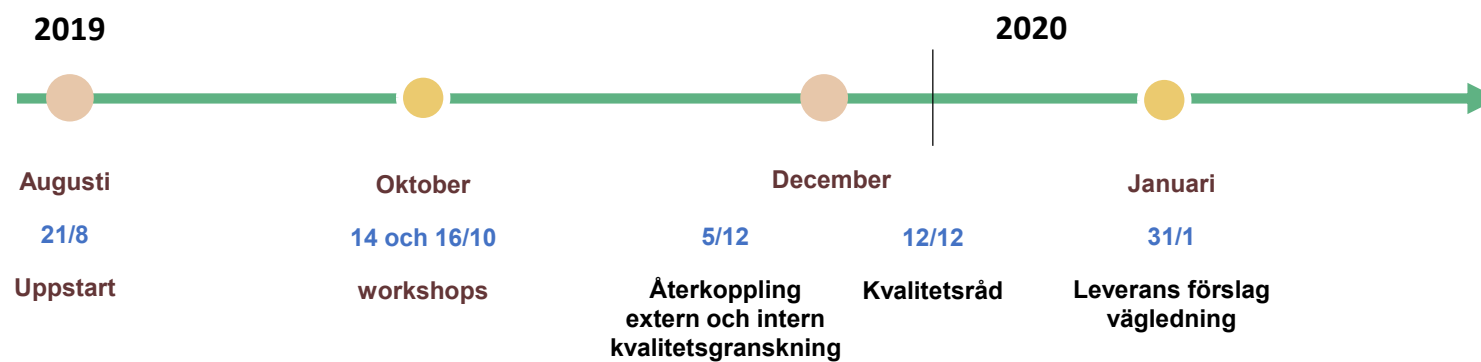 2019
2020
Augusti
Oktober
December
Januari
21/8
14 och 16/10
5/12
12/12
31/1
Uppstart
workshops
Återkoppling
extern och intern
kvalitetsgranskning
Kvalitetsråd
Leverans förslag
vägledning